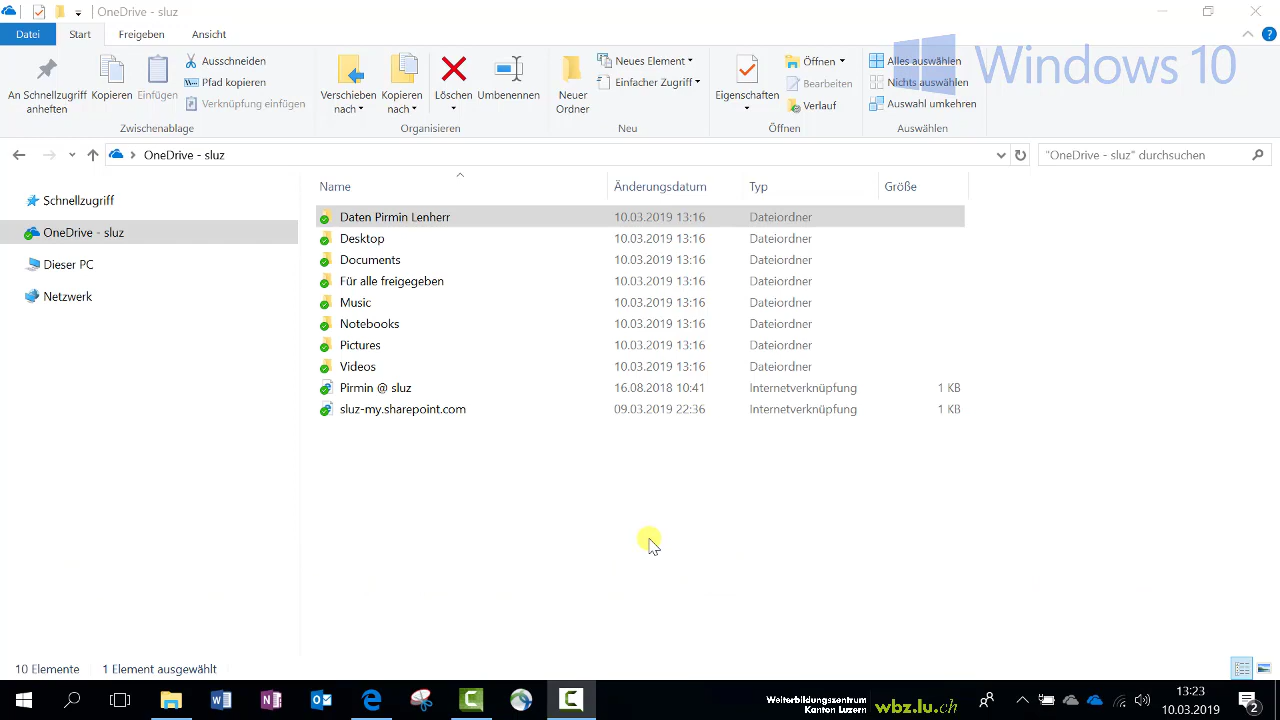 OneDrive - sluz
Datei Start Freigeben Ansicht
An Schnellzugriff anheften
Kopieren
Einfügen
Ausschneiden
Pfad kopieren
Verknüpfung einfügen
Zwischenablage
Verschieben nach
Kopieren nach
Löschen
Umbenennen
Organisieren
Neuer Ordner
Neues Element
Einfacher Zugriff
Neu
Eigenschaften
Öffnen
Bearbeiten
Verlauf
Öffnen
Alles auswählen
Nichts auswählen
Auswahl umkehren
Auswählen
Windows 10
OneDrive - sluz
"OneDrive - sluz" durchsuchen
Schnellzugriff
OneDrive - sluz
Dieser PC
Netzwerk
Name Änderungsdatum Typ Größe
Daten Pirmin Lenherr 10.03.2019 13:16 Dateiordner
Desktop 10.03.2019 13:16 Dateiordner
Documents 10.03.2019 13:16 Dateiordner
Für alle freigegeben 10.03.2019 13:16 Dateiordner
Music 10.03.2019 13:16 Dateiordner
Notebooks 10.03.2019 13:16 Dateiordner
Pictures 10.03.2019 13:16 Dateiordner
Videos 10.03.2019 13:16 Dateiordner
Pirmin @ sluz 16.08.2018 10:41 Internetverknüpfung 1 KB
sluz-my.sharepoint.com 09.03.2019 22:36 Internetverknüpfung 1 KB
10 Elemente 1 Element ausgewählt
Weiterbildungszentrum
Kanton Luzern wbz.lu.ch
13:23
10.03.2019
2